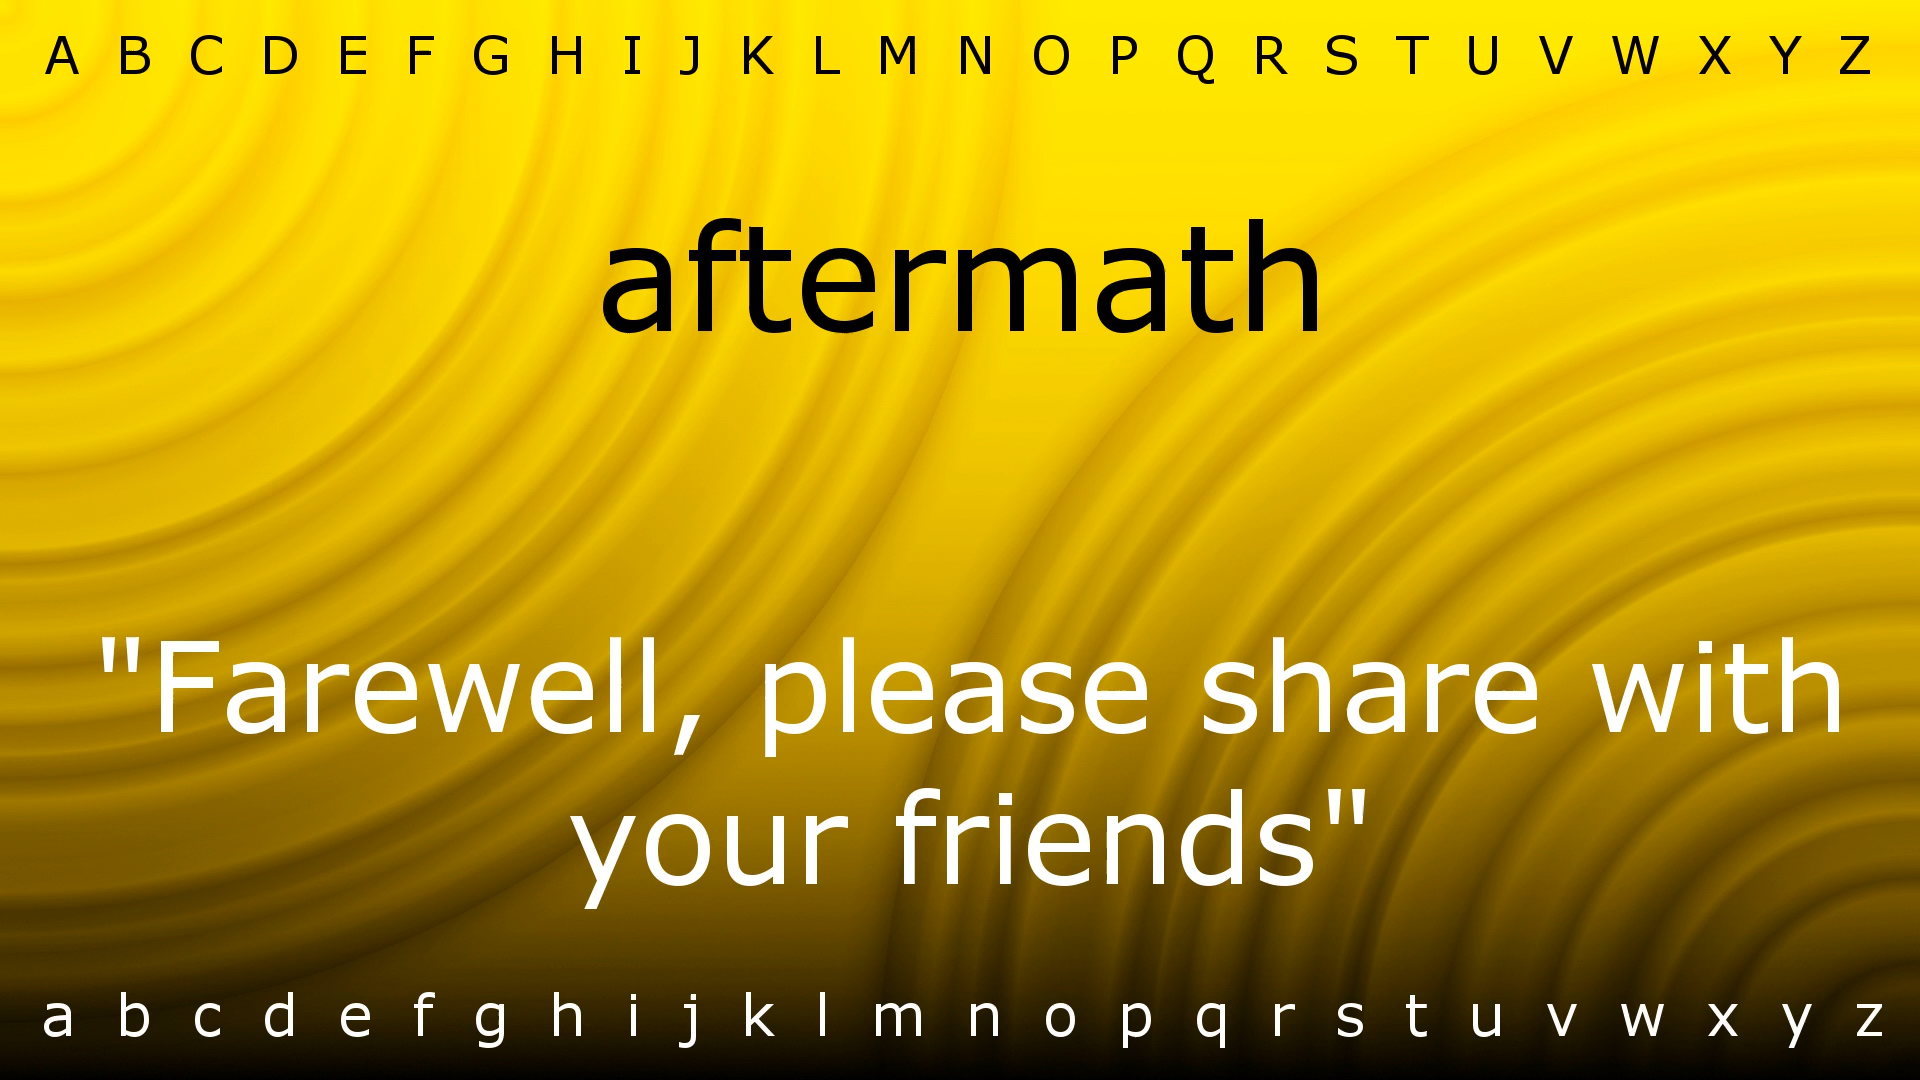 A B C D E F G H I J K L M N O P Q R S T U V W X Y Z
aftermath
"Farewell, please share with
your friends"
a b c d e f g h i j k l m n o p q r s t u v w x y z